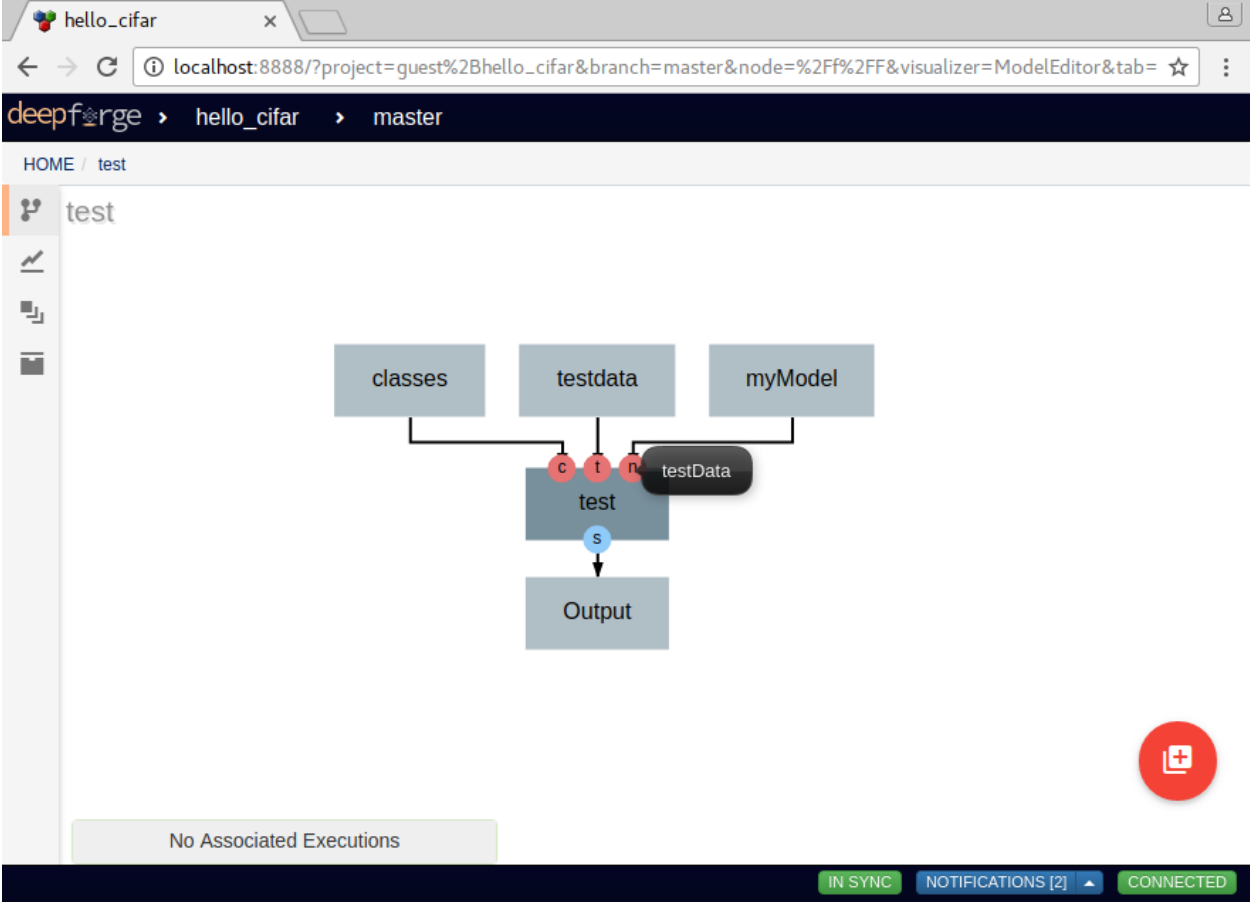 hello_cifar
localhost:8888/?project=guest%2Bhello_cifar&branch=master&node=%2Ff%2FF&visualizer=ModelEditor&tab=
deepforge › hello_cifar › master
HOME / test
test
classes testdata myModel
c t n testData
test
s
Output
No Associated Executions
IN SYNC NOTIFICATIONS [2] CONNECTED